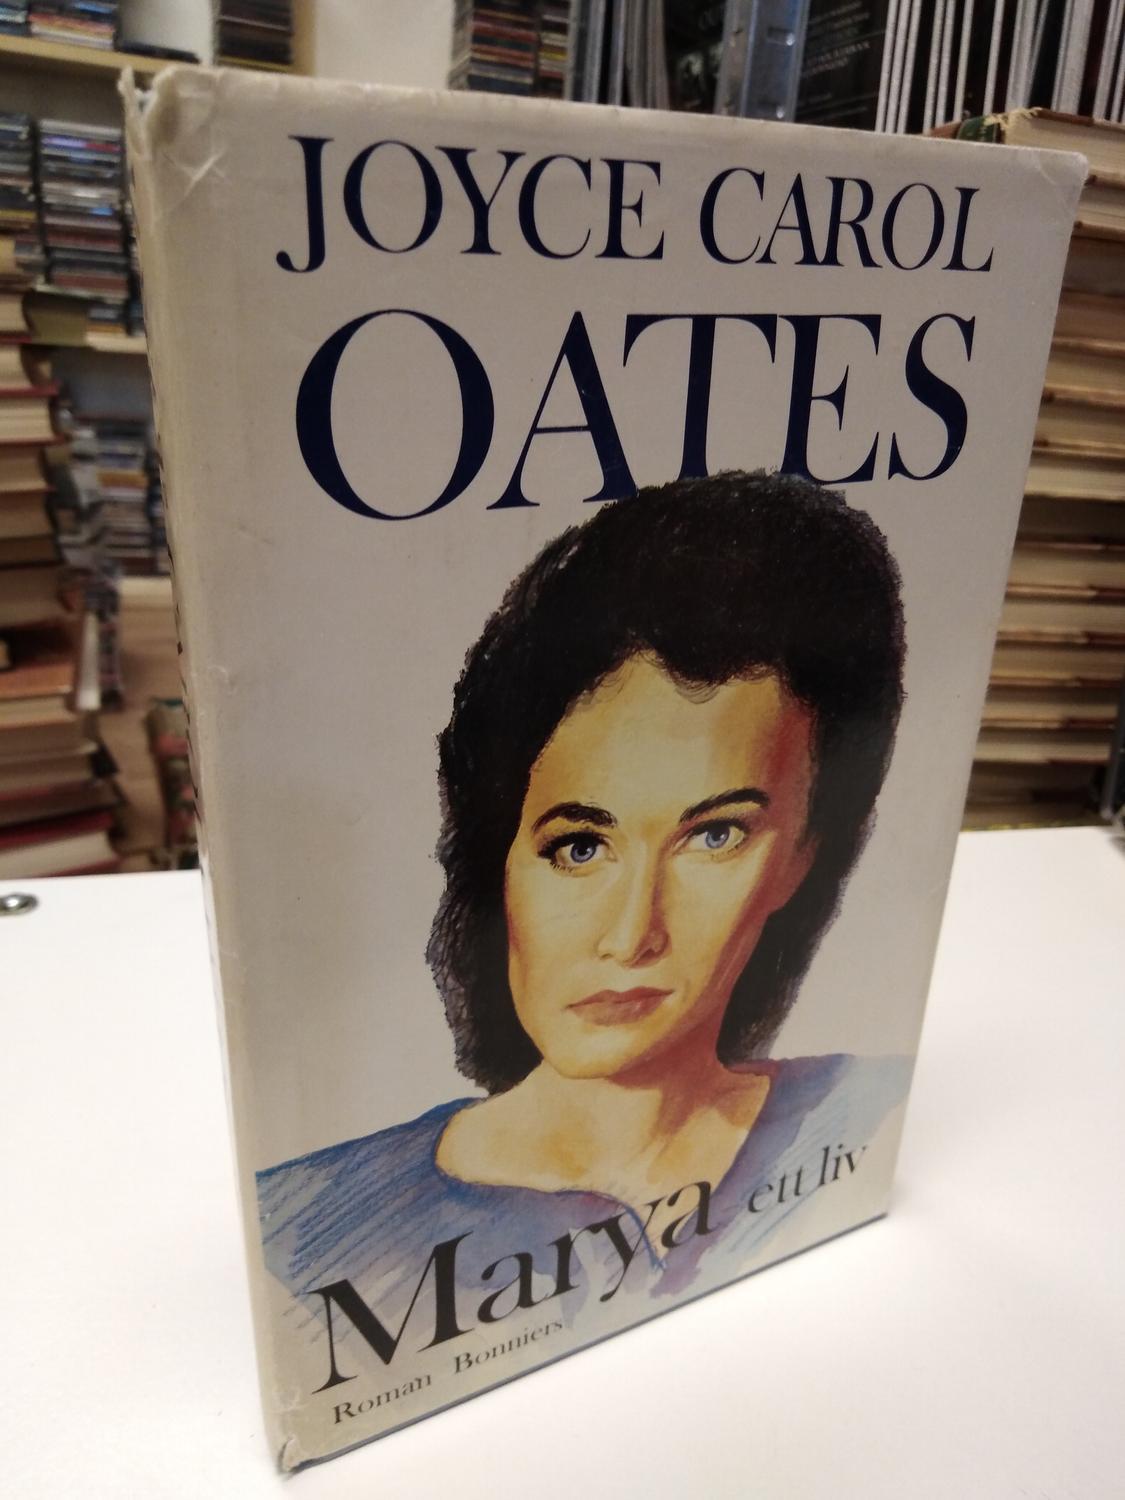 JOYCE CAROL
OATES
Marya ett liv
Roman Bonniers